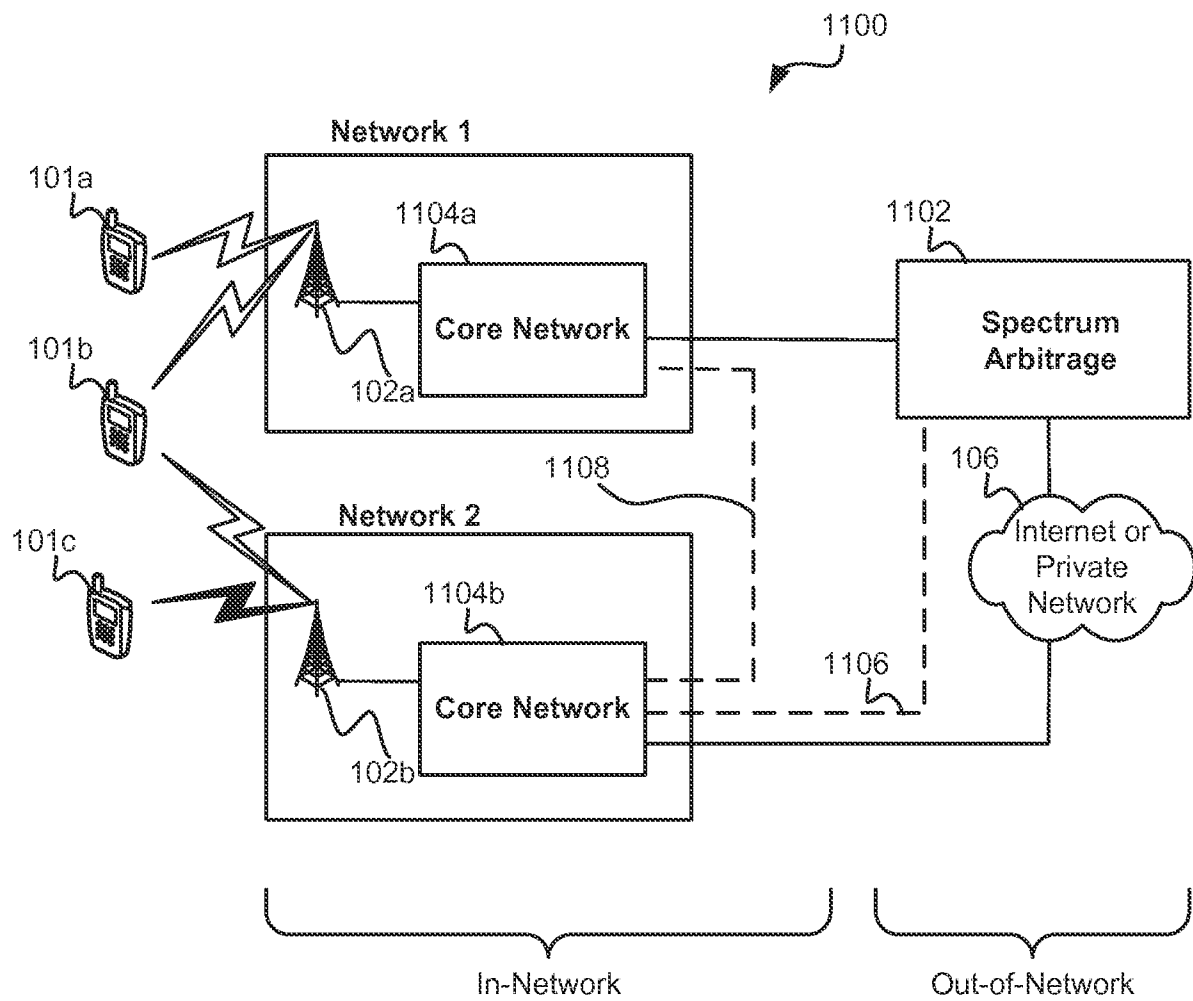 1100
Network 1
101a
1104a
1102
Core Network
Spectrum
Arbitrage
101b
102a
1108
106
Network 2
Internet or
Private
Network
101c
1104b
1106
Core Network
102b
In-Network
Out-of-Network